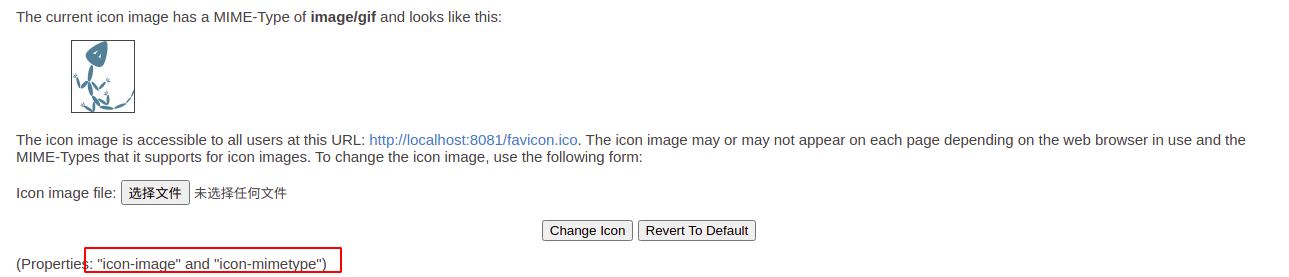 The current icon image has a MIME-Type of image/gif and looks like this:
The icon image is accessible to all users at this URL: http://localhost:8081/favicon.ico. The icon image may or may not appear on each page depending on the web browser in use and the
MIME-Types that it supports for icon images. To change the icon image, use the following form:
Icon image file: 选择文件 未选择任何文件
Change Icon Revert To Default
(Properties: "icon-image" and "icon-mimetype")